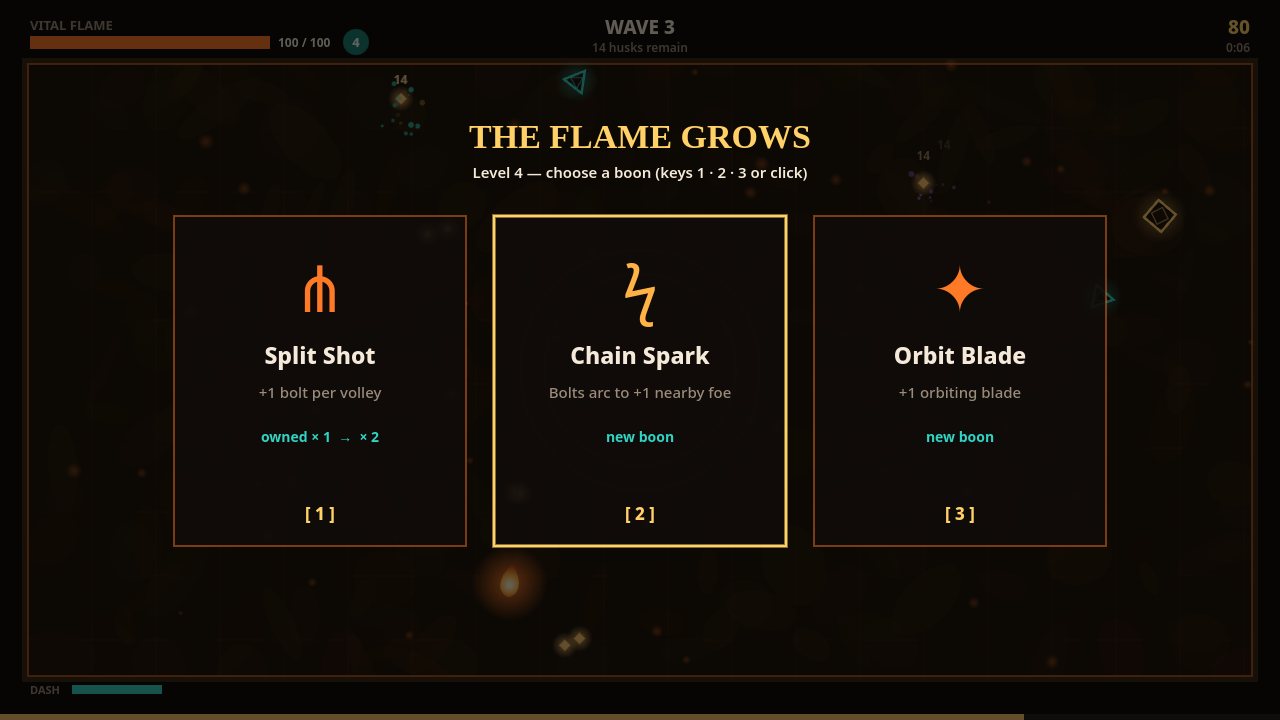 VITAL FLAME
100 / 100
4
WAVE 3
14 husks remain
80
0:06
14
THE FLAME GROWS
Level 4 — choose a boon (keys 1 · 2 · 3 or click)
14
14
Split Shot
+1 bolt per volley
owned × 1 → × 2
[ 1 ]
Chain Spark
Bolts arc to +1 nearby foe
new boon
[ 2 ]
Orbit Blade
+1 orbiting blade
new boon
[ 3 ]
DASH